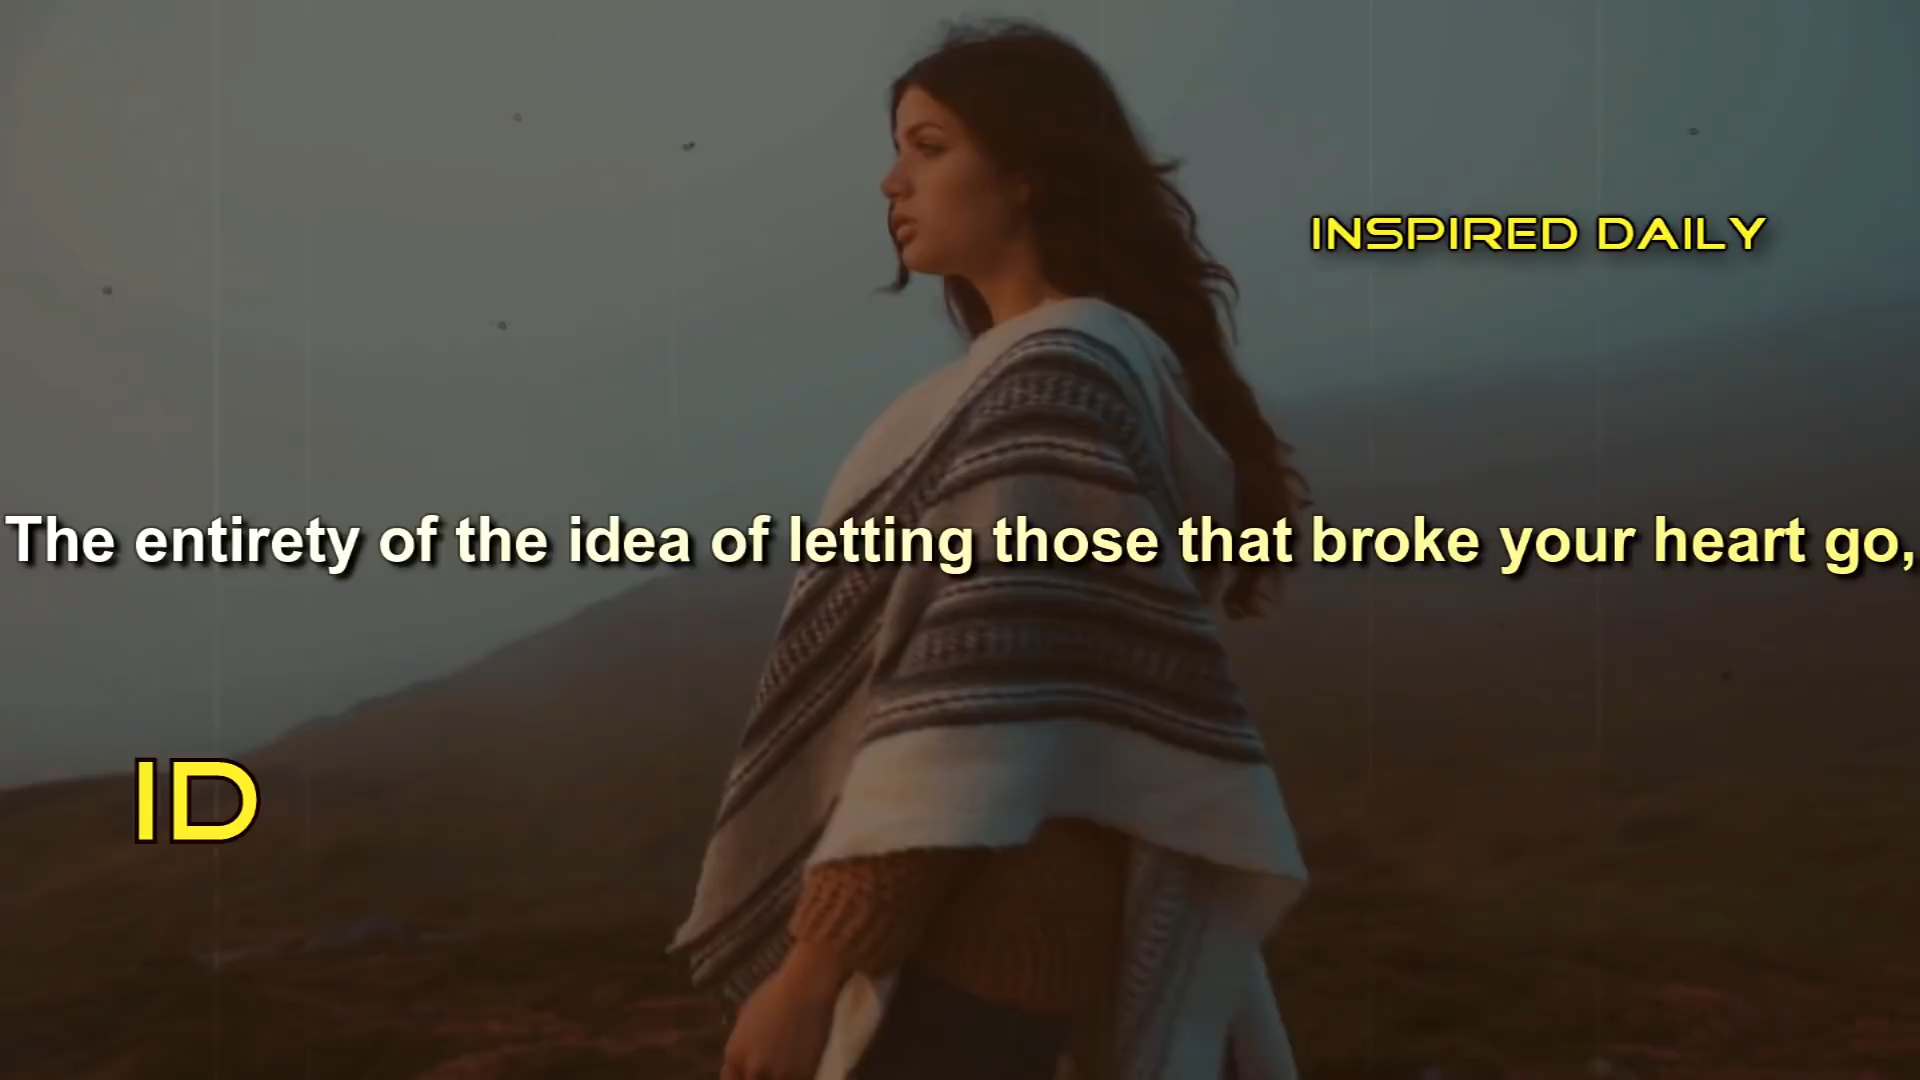 INSPIRED DAILY
The entirety of the idea of letting those that broke your heart go,
ID